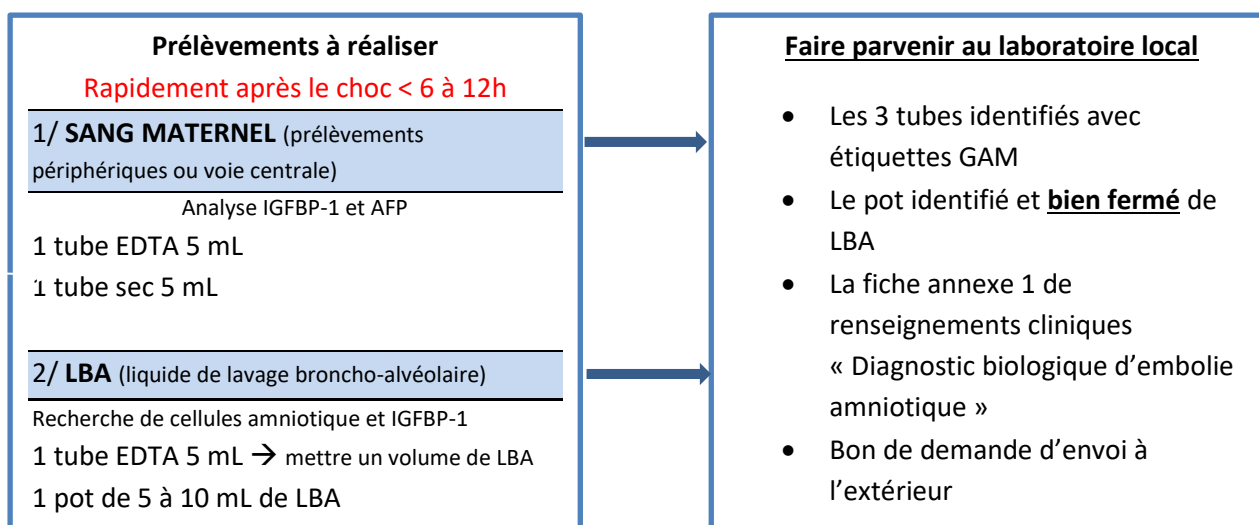 Prélèvements à réaliser
Rapidement après le choc < 6 à 12h
1/ SANG MATERNEL (prélèvements
périphériques ou voie centrale)
Analyse IGFBP-1 et AFP
1 tube EDTA 5 mL
1 tube sec 5 mL
2/ LBA (liquide de lavage broncho-alvéolaire)
Recherche de cellules amniotique et IGFBP-1
1 tube EDTA 5 mL → mettre un volume de LBA
1 pot de 5 à 10 mL de LBA
Faire parvenir au laboratoire local
• Les 3 tubes identifiés avec
étiquettes GAM
• Le pot identifié et bien fermé de
LBA
• La fiche annexe 1 de
renseignements cliniques
« Diagnostic biologique d’embolie
amniotique »
• Bon de demande d’envoi à
l’extérieur